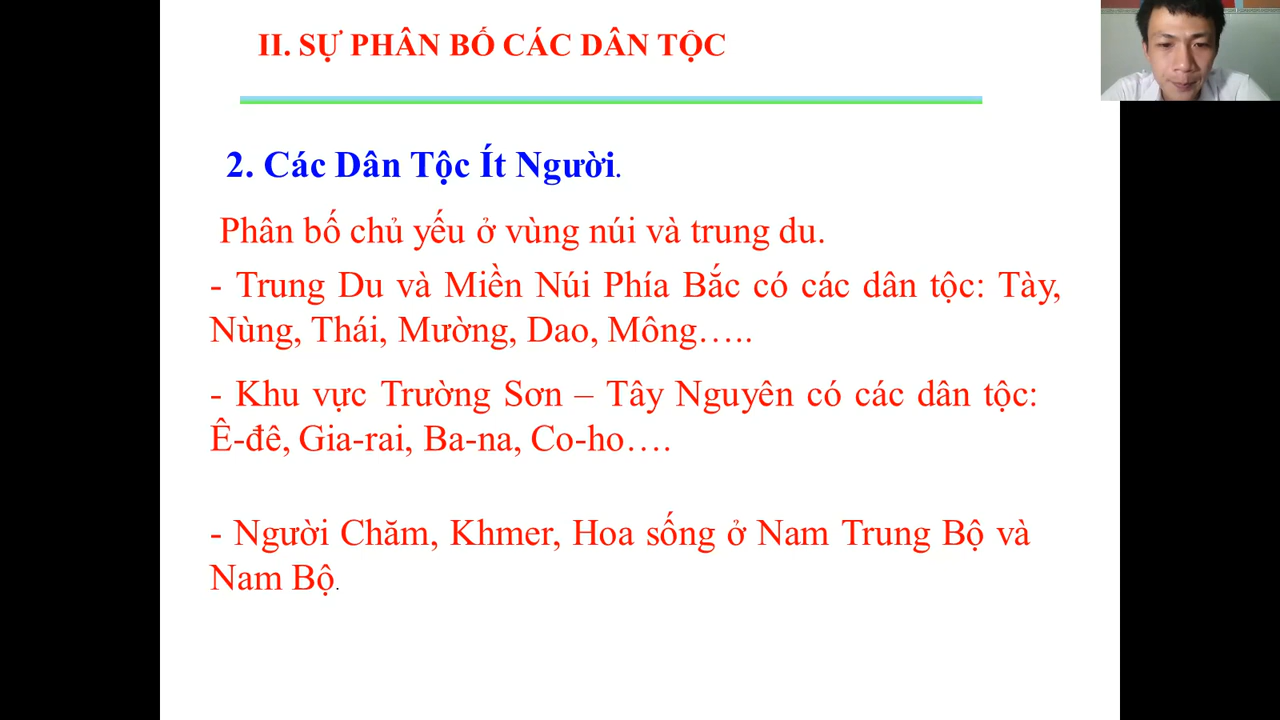 II. SỰ PHÂN BỐ CÁC DÂN TỘC
2. Các Dân Tộc Ít Người.
Phân bố chủ yếu ở vùng núi và trung du.
- Trung Du và Miền Núi Phía Bắc có các dân tộc: Tày,
Nùng, Thái, Mường, Dao, Mông…..
- Khu vực Trường Sơn – Tây Nguyên có các dân tộc:
Ê-đê, Gia-rai, Ba-na, Co-ho….
- Người Chăm, Khmer, Hoa sống ở Nam Trung Bộ và
Nam Bộ.